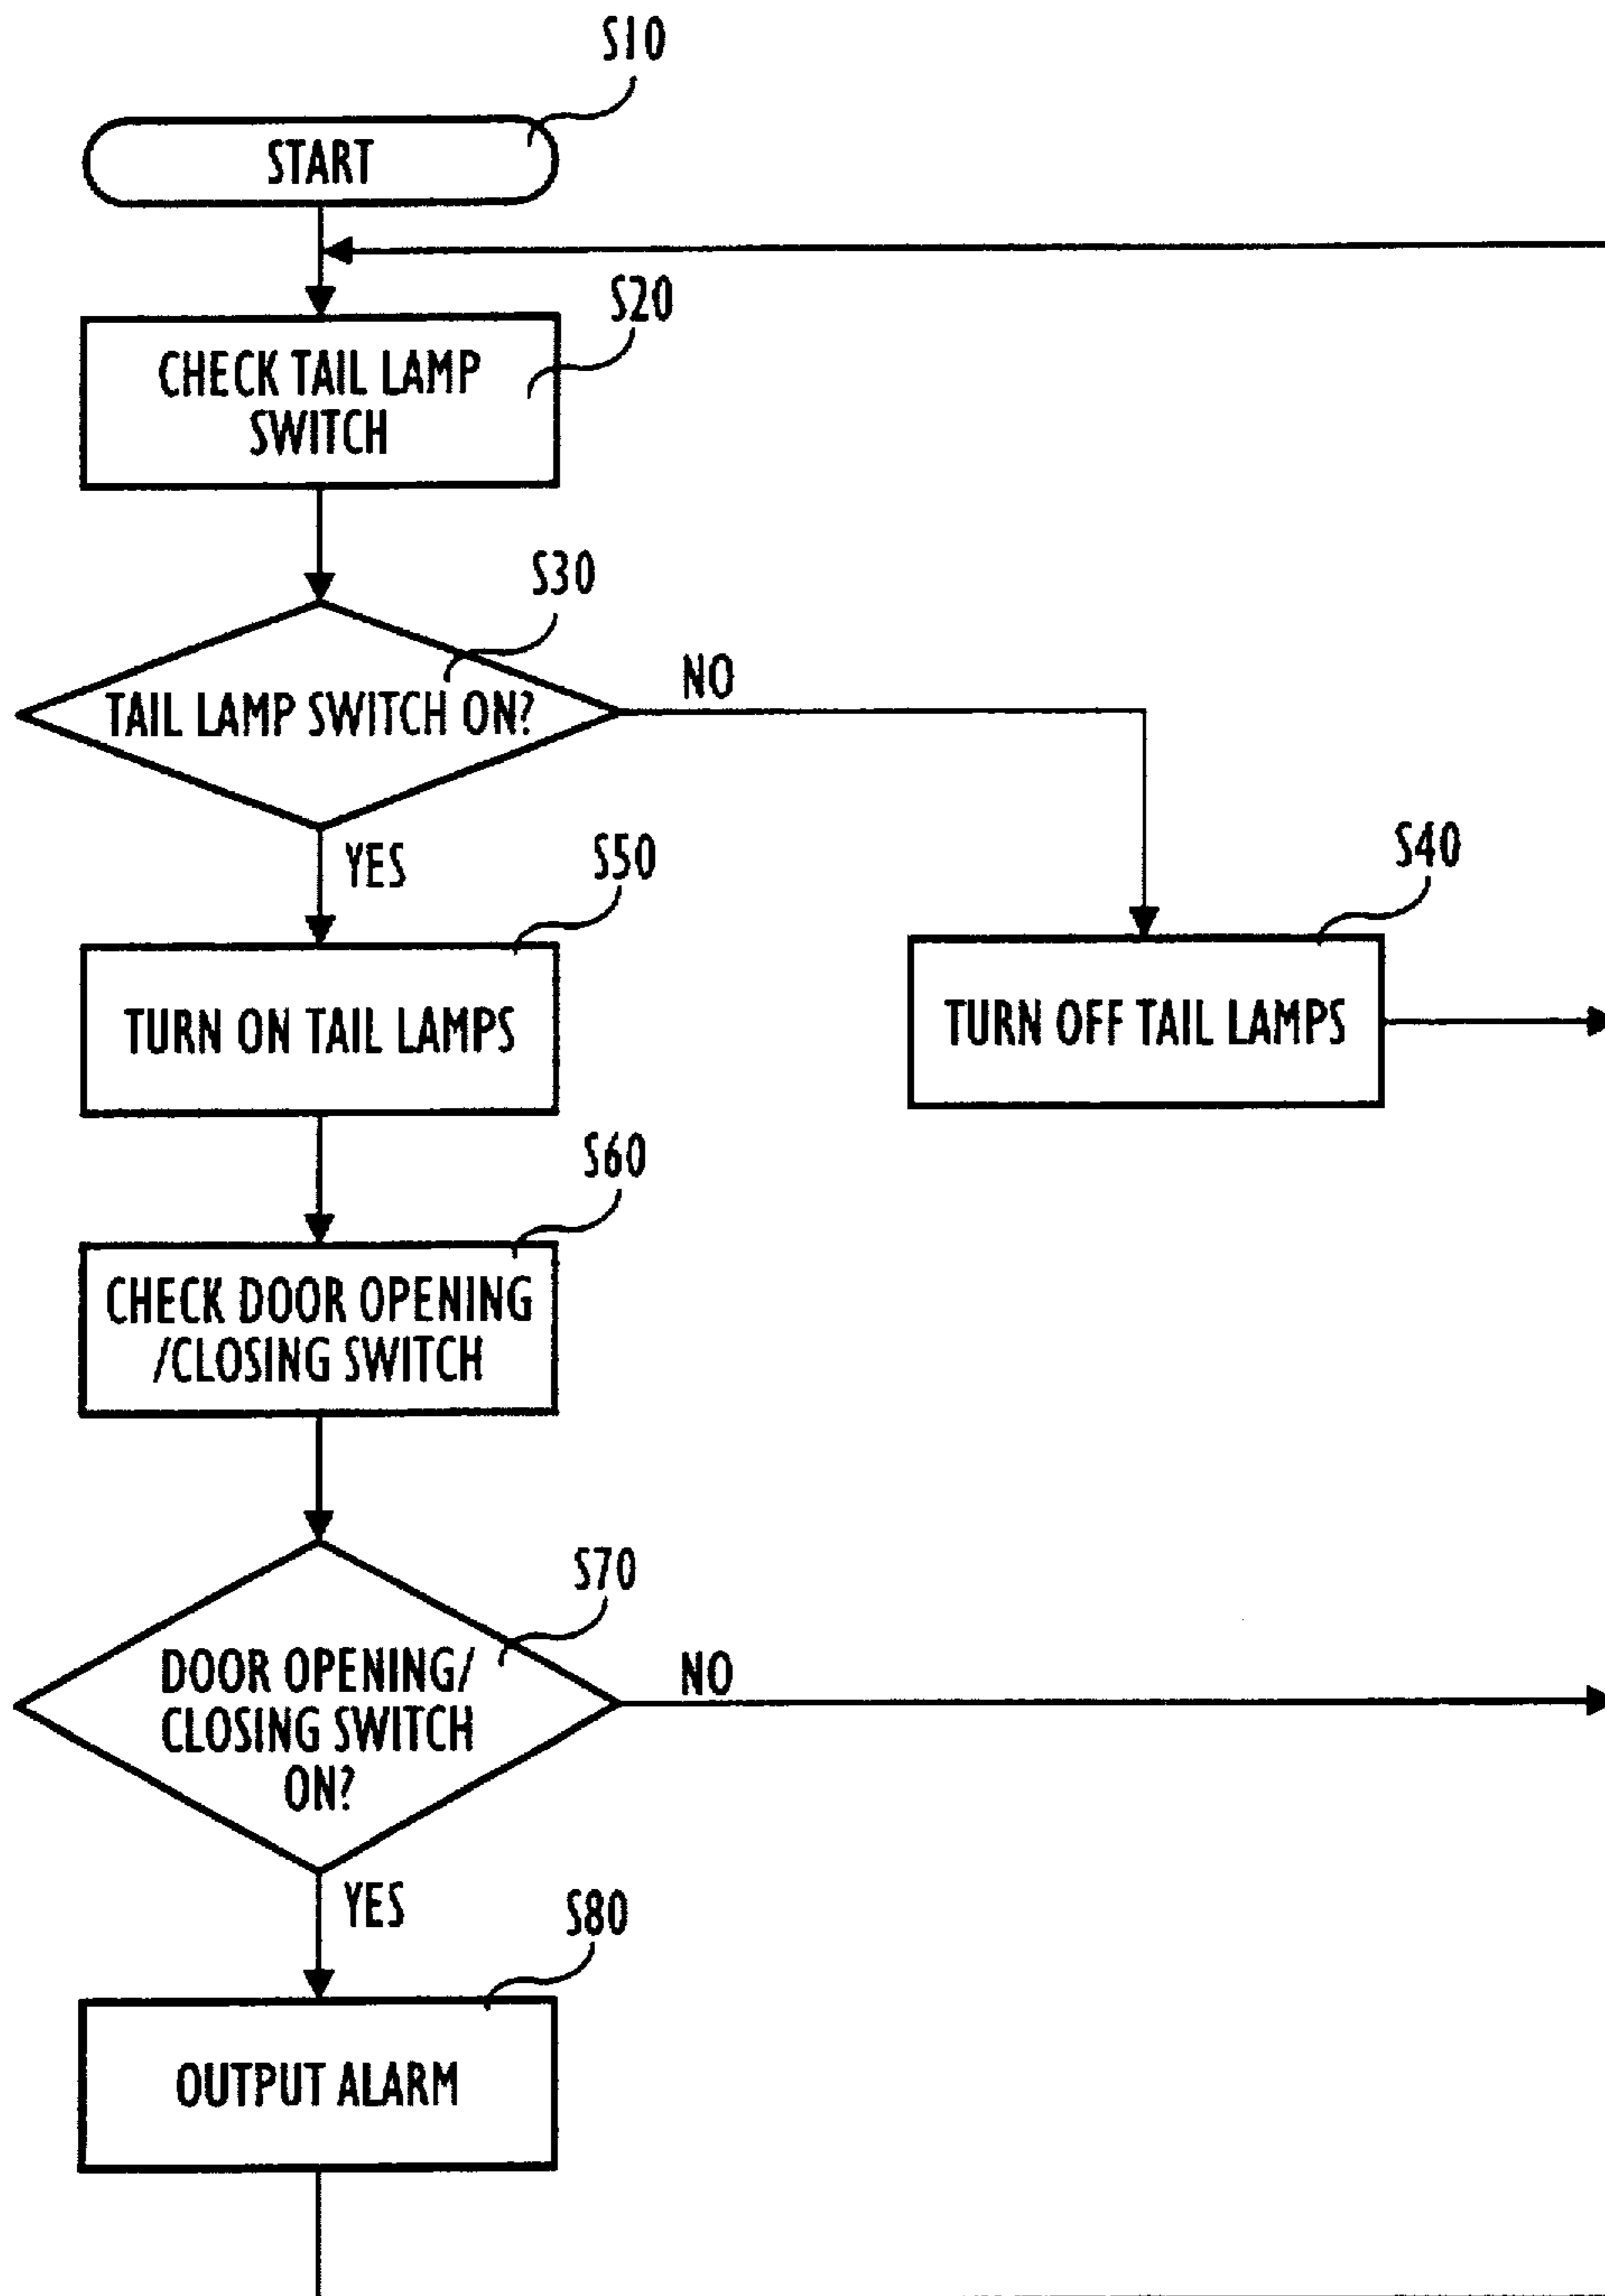 S10
START
S20
CHECK TAIL LAMP
SWITCH
S30
TAIL LAMP SWITCH ON?
NO
YES
S50
S40
TURN ON TAIL LAMPS
TURN OFF TAIL LAMPS
S60
CHECK DOOR OPENING
/CLOSING SWITCH
S70
DOOR OPENING/
CLOSING SWITCH
ON?
NO
YES
S80
OUTPUT ALARM